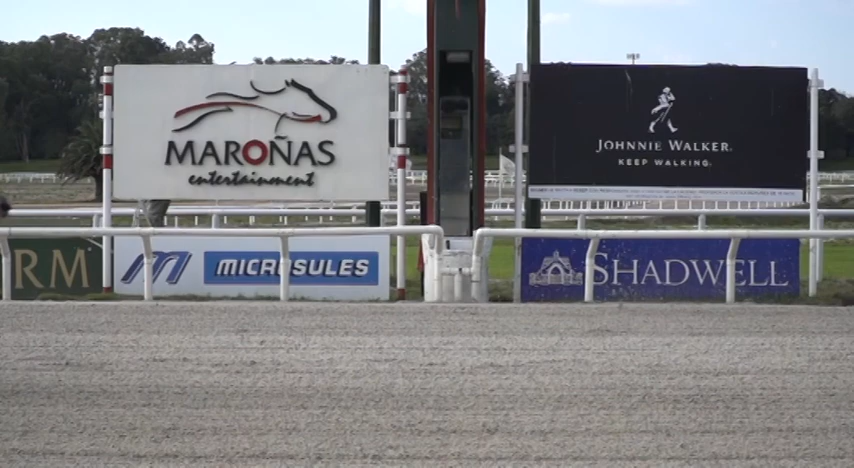 MAROÑAS
entertainment
JOHNNIE WALKER.
KEEP WALKING.
RM
MICROSULES
SHADWELL